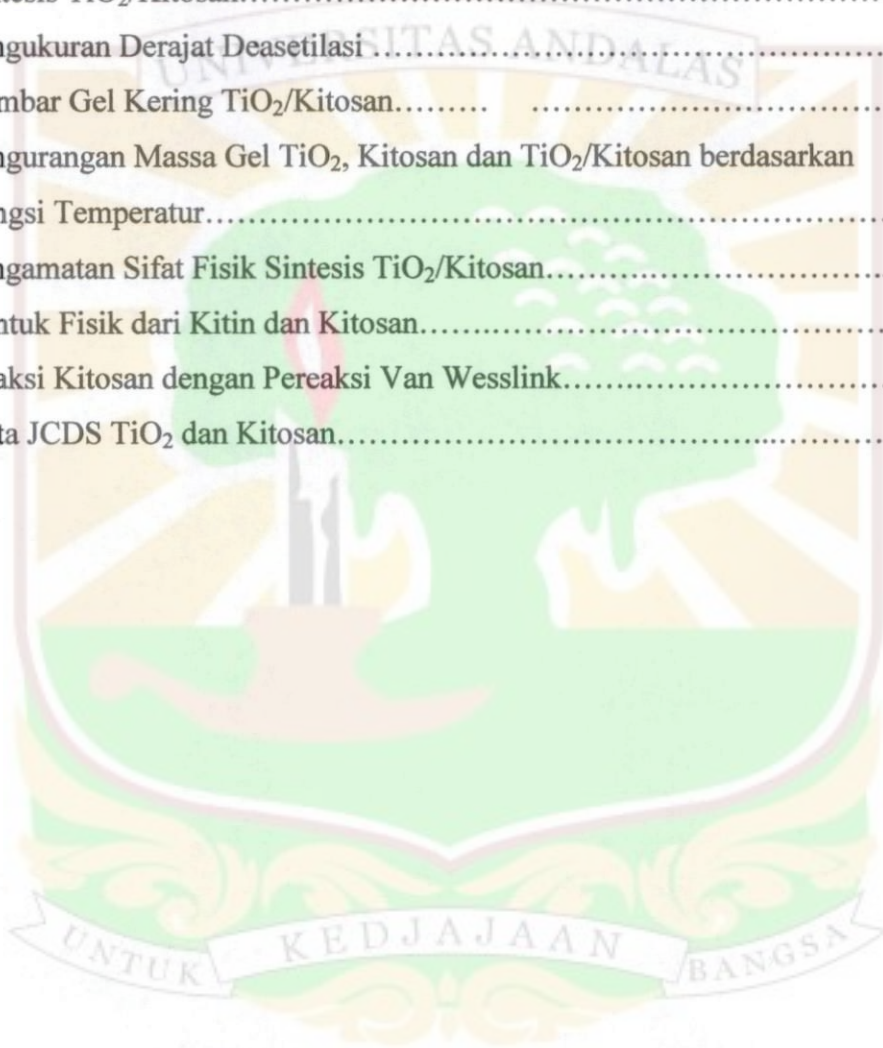 ngukuran Derajat Deasetilasi……………………………………
mbar Gel Kering TiO₂/Kitosan……… ………………………………
ngurangan Massa Gel TiO₂, Kitosan dan TiO₂/Kitosan berdasarkan
ngsi Temperatur……………………………………………………
ngamatan Sifat Fisik Sintesis TiO₂/Kitosan……………………………
ntuk Fisik dari Kitin dan Kitosan………………………………………
aksi Kitosan dengan Pereaksi Van Wesslink……………………………
ta JCDS TiO₂ dan Kitosan………………………………………………
UNIVERSITAS ANDALAS
UNTUK KEDJAJAAN BANGSA